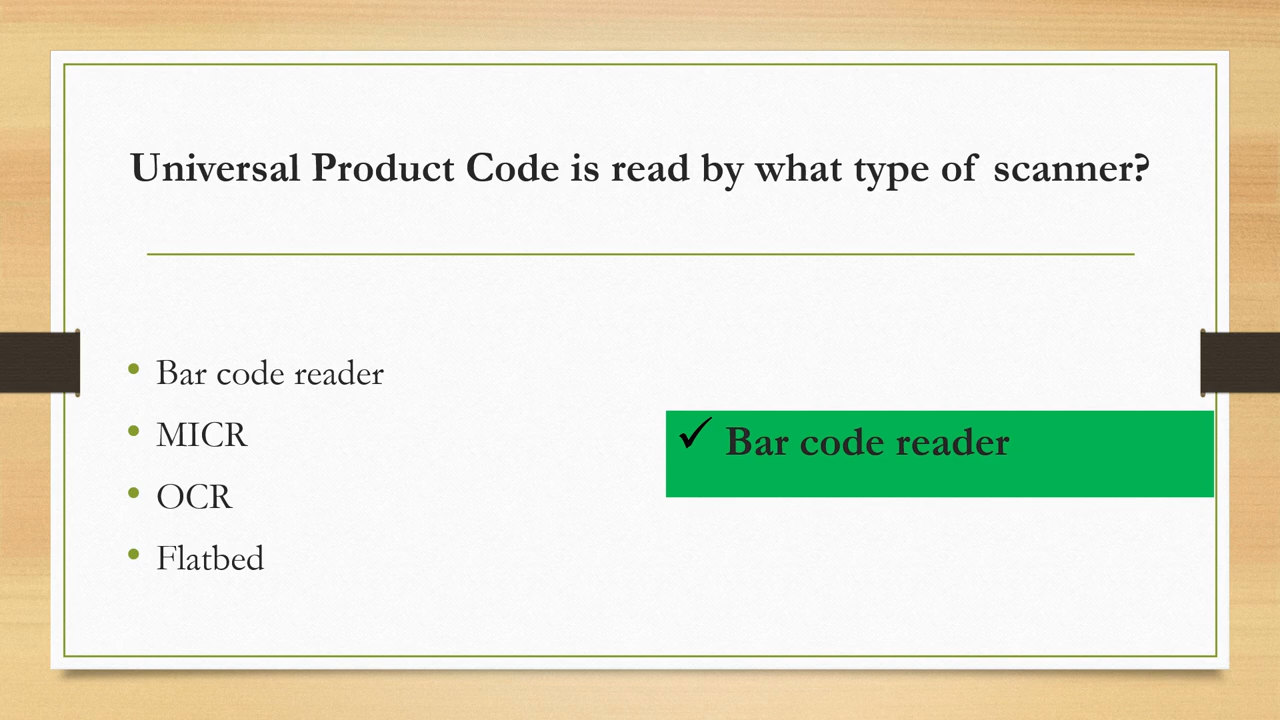 Universal Product Code is read by what type of scanner?
• Bar code reader
• MICR
• OCR
• Flatbed
✓ Bar code reader